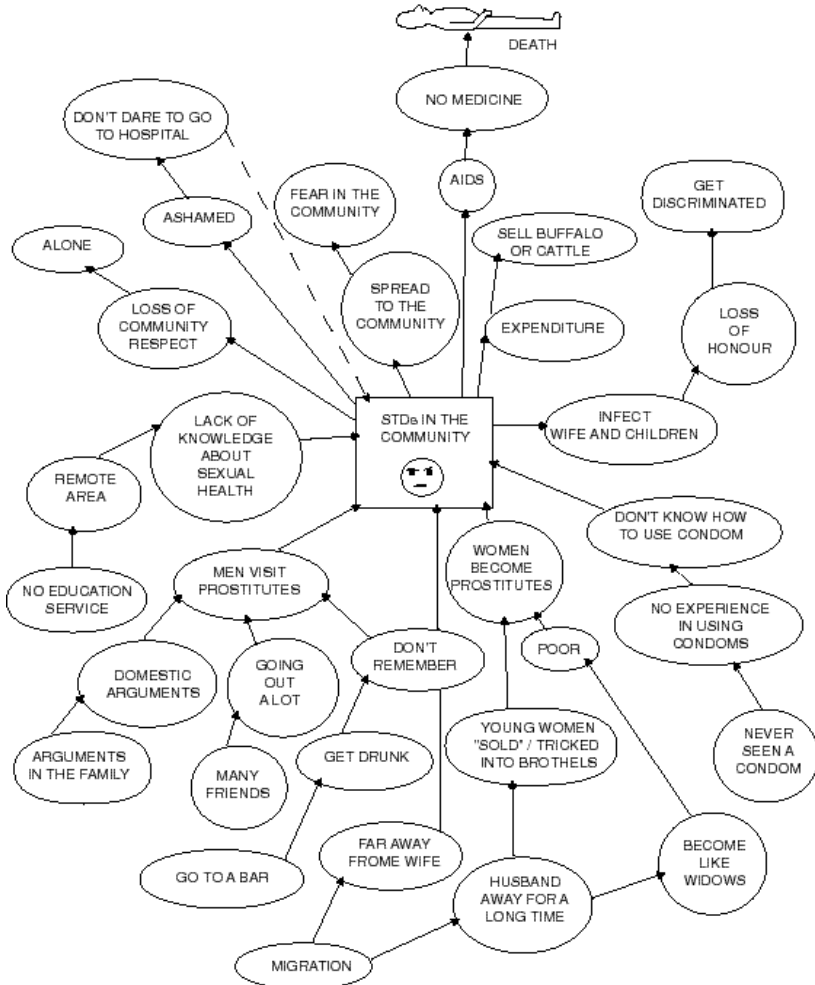 DEATH
NO MEDICINE
DON'T DARE TO GO
TO HOSPITAL
AIDS
FEAR IN THE
COMMUNITY
GET
DISCRIMINATED
ASHAMED
SELL BUFFALO
OR CATTLE
ALONE
SPREAD
TO THE
COMMUNITY
LOSS OF
COMMUNITY
RESPECT
EXPENDITURE
LOSS
OF
HONOUR
LACK OF
KNOWLEDGE
ABOUT
SEXUAL
HEALTH
STDs IN THE
COMMUNITY
INFECT
WIFE AND CHILDREN
REMOTE
AREA
DON'T KNOW HOW
TO USE CONDOM
WOMEN
BECOME
PROSTITUTES
NO EDUCATION
SERVICE
MEN VISIT
PROSTITUTES
NO EXPERIENCE
IN USING
CONDOMS
DON'T
REMEMBER
POOR
DOMESTIC
ARGUMENTS
GOING
OUT
A LOT
YOUNG WOMEN
"SOLD" / TRICKED
INTO BROTHELS
NEVER
SEEN A
CONDOM
ARGUMENTS
IN THE FAMILY
GET DRUNK
MANY
FRIENDS
FAR AWAY
FROME WIFE
BECOME
LIKE
WIDOWS
GO TO A BAR
HUSBAND
AWAY FOR A
LONG TIME
MIGRATION